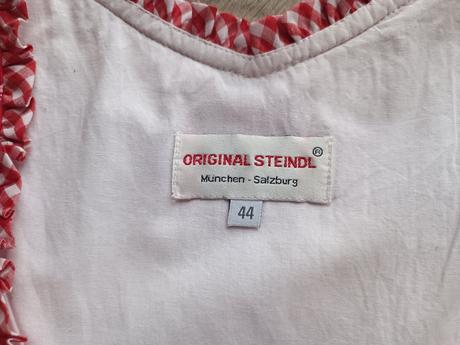 ORIGINAL STEINDL ®
München - Salzburg
44